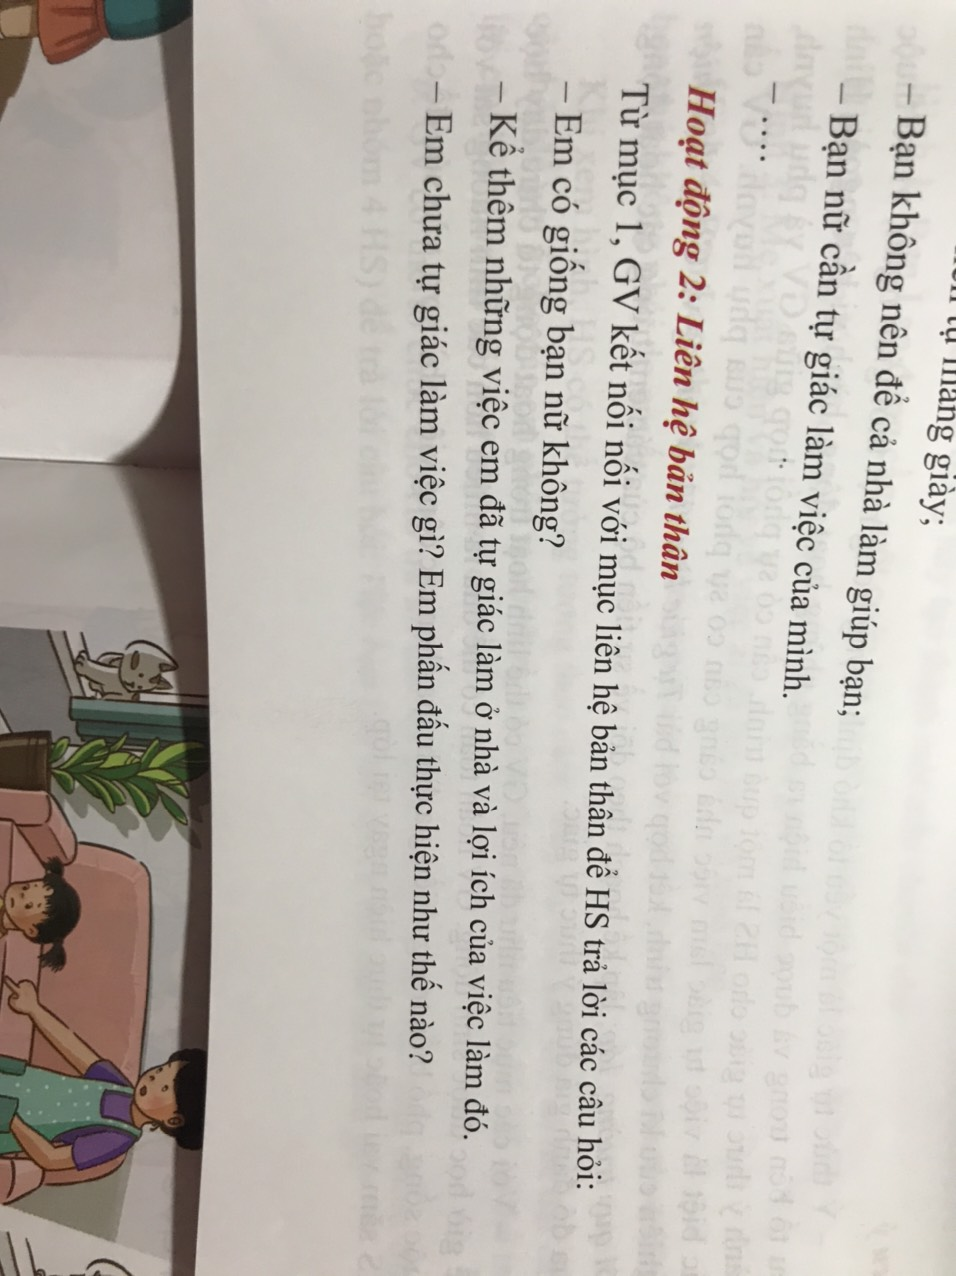 tự mang giày;
– Bạn không nên để cả nhà làm giúp bạn;
– Bạn nữ cần tự giác làm việc của mình.
– ....
Hoạt động 2: Liên hệ bản thân
Từ mục 1, GV kết nối nối với mục liên hệ bản thân để HS trả lời các câu hỏi:
– Em có giống bạn nữ không?
– Kể thêm những việc em đã tự giác làm ở nhà và lợi ích của việc làm đó.
– Em chưa tự giác làm việc gì? Em phấn đấu thực hiện như thế nào?